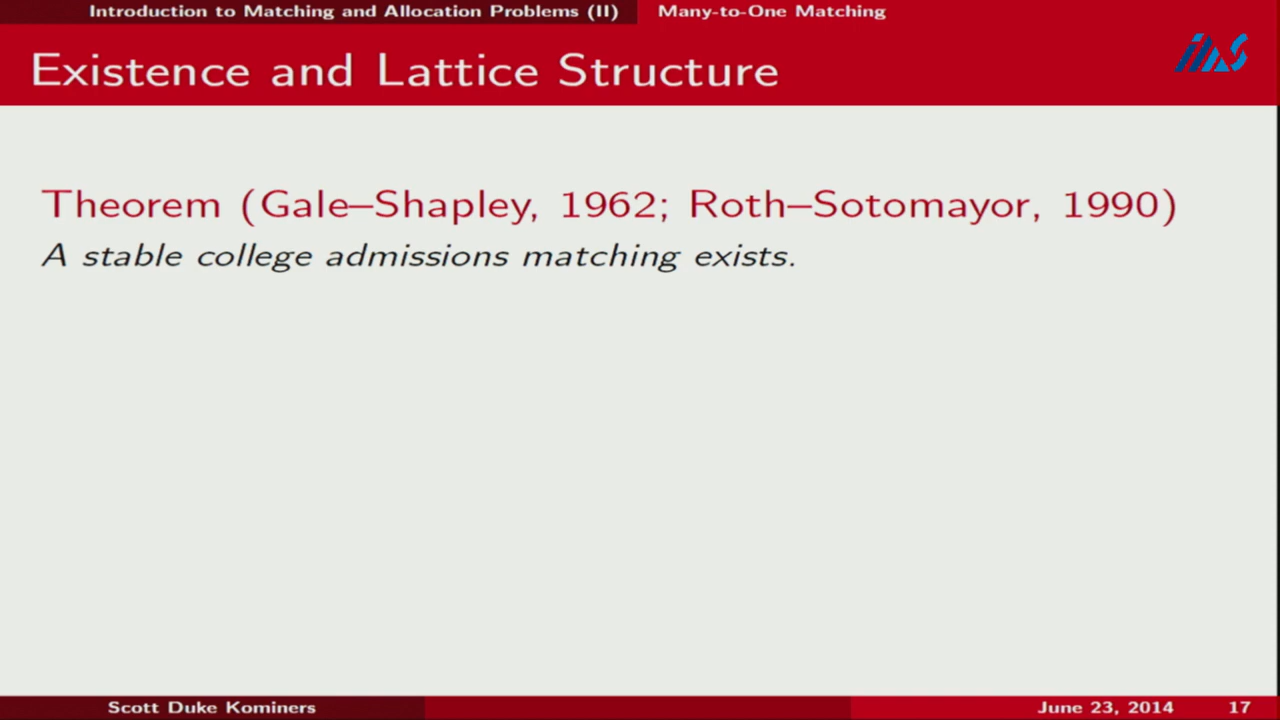 Introduction to Matching and Allocation Problems (II) Many-to-One Matching
ias
Existence and Lattice Structure
Theorem (Gale–Shapley, 1962; Roth–Sotomayor, 1990)
A stable college admissions matching exists.
Scott Duke Kominers June 23, 2014 17